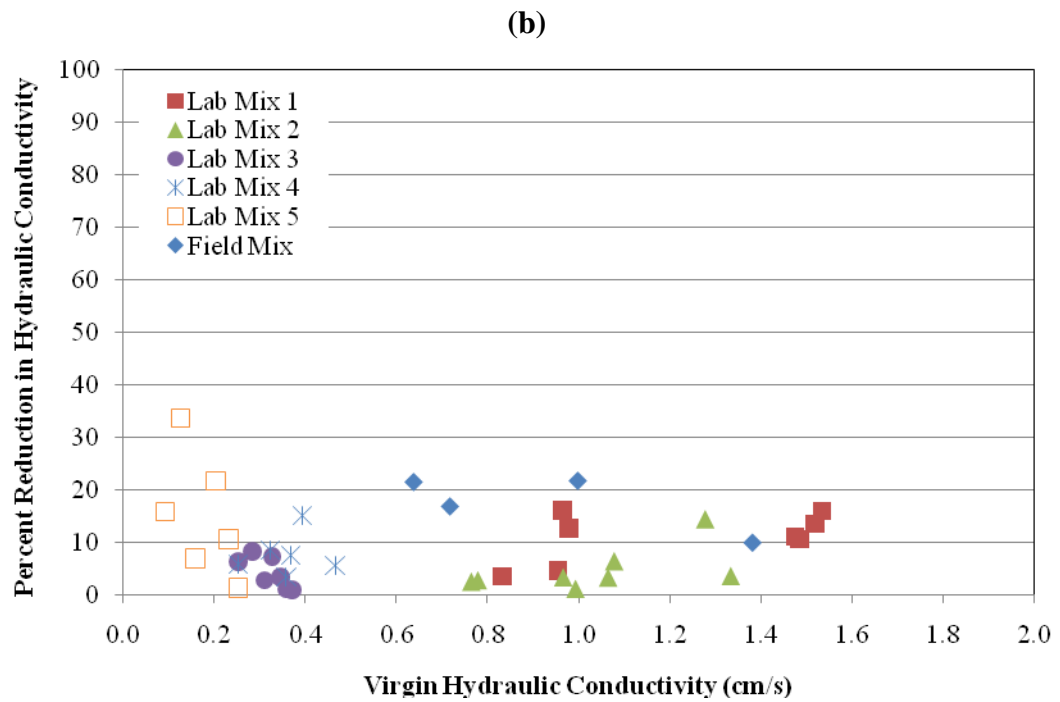 (b)
Percent Reduction in Hydraulic Conductivity
100
90
80
70
60
50
40
30
20
10
0
Lab Mix 1
Lab Mix 2
Lab Mix 3
Lab Mix 4
Lab Mix 5
Field Mix
0.0 0.2 0.4 0.6 0.8 1.0 1.2 1.4 1.6 1.8 2.0
Virgin Hydraulic Conductivity (cm/s)